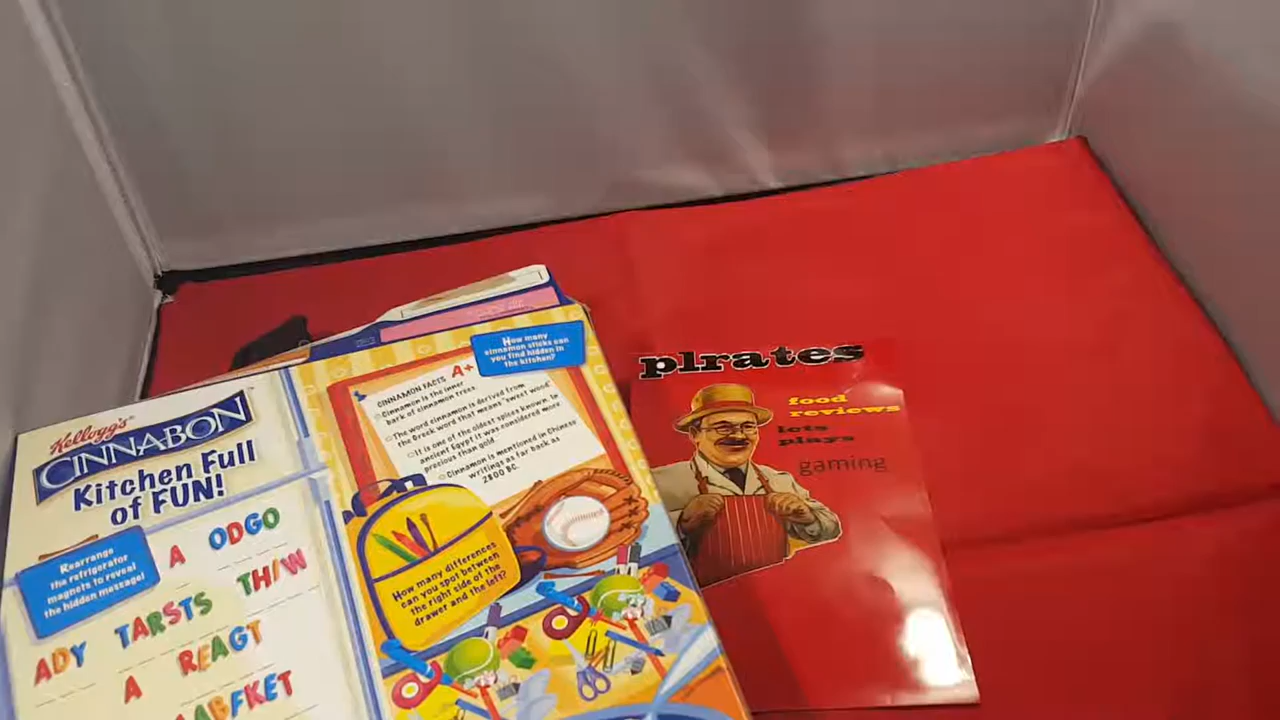 Kellogg's
CINNABON
Kitchen Full
of FUN!
Rearrange
the refrigerator
magnets to reveal
the hidden message!
A ODGO
ADY TARSTS THIW
A REAGT
How many
cinnamon sticks can
you find hidden in
the kitchen?
CINNAMON FACTS A+
Cinnamon is the inner
bark of cinnamon trees.
The word cinnamon is derived from
the Greek word that means "sweet wood"
It is one of the oldest spices known. In
ancient Egypt it was considered more
precious than gold.
Cinnamon is mentioned in Chinese
writings as far back as
2800 BC.
How many differences
can you spot between
the right side of the
drawer and the left?
pirates
food
reviews
lets
plays
gaming